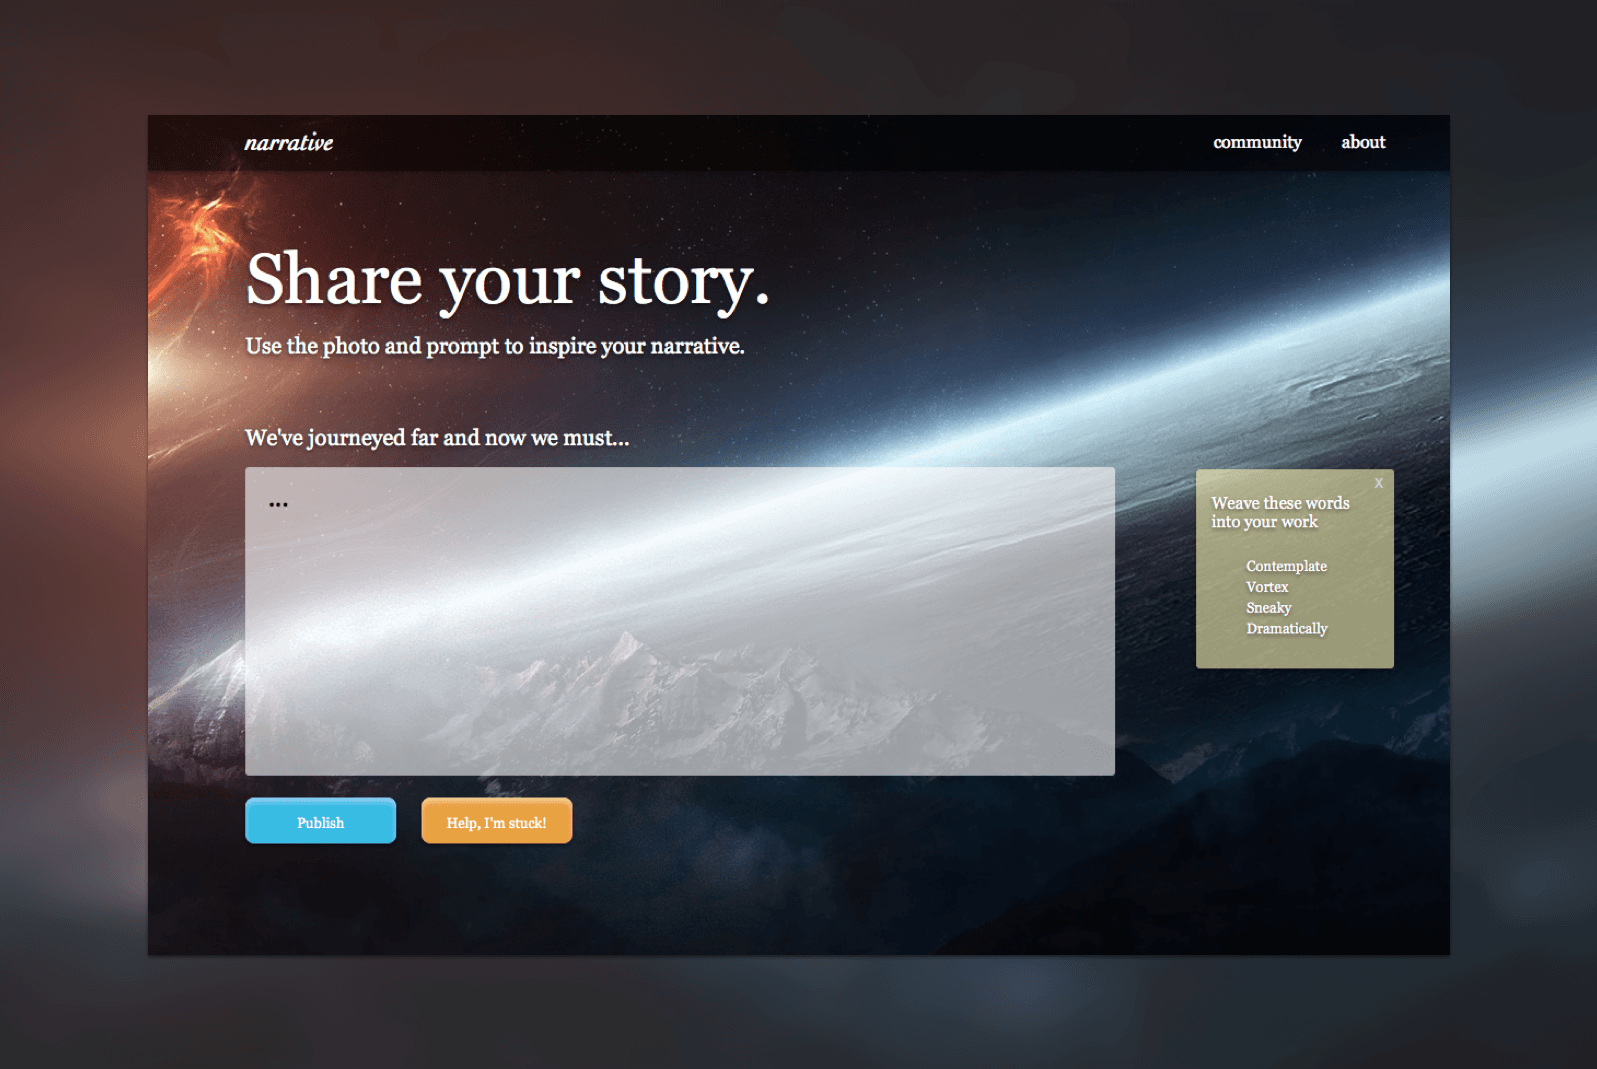 narrative
community
about
Share your story.
Use the photo and prompt to inspire your narrative.
We've journeyed far and now we must...
...
x
Weave these words
into your work
Contemplate
Vortex
Sneaky
Dramatically
Publish
Help, I'm stuck!